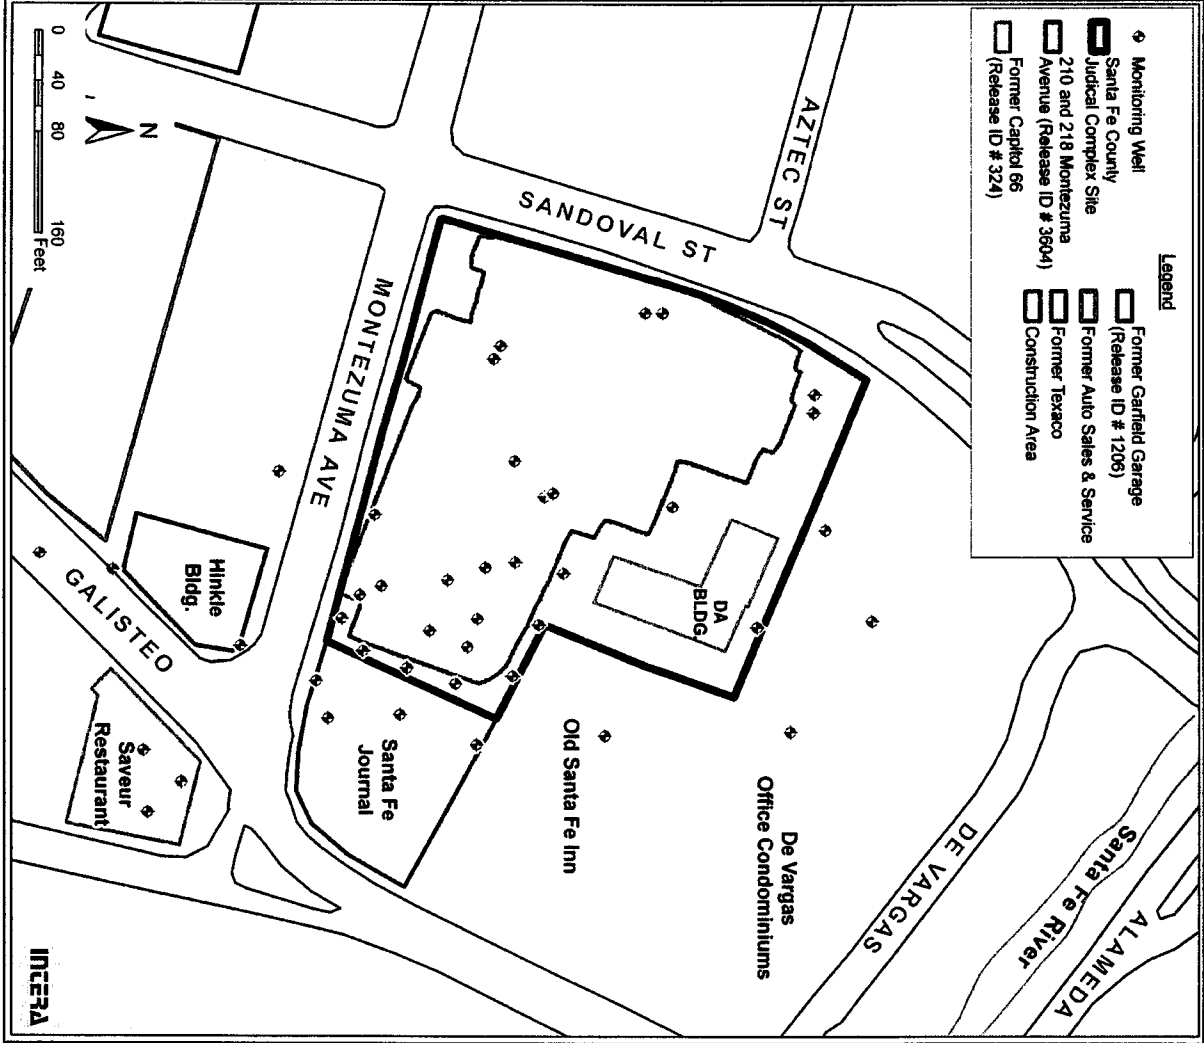 Legend
Monitoring Well
Santa Fe County
Judical Complex Site
210 and 218 Montezuma
Avenue (Release ID # 3604)
Former Capitol 66
(Release ID # 324)
Former Garfield Garage
(Release ID # 1206)
Former Auto Sales & Service
Former Texaco
Construction Area
ALAMEDA
Santa Fe River
DE VARGAS
AZTEC ST
SANDOVAL ST
De Vargas
Office Condominiums
DA
BLDG
Old Santa Fe Inn
MONTEZUMA AVE
Santa Fe
Journal
Hinkle
Bldg.
GALISTEO
Saveur
Restaurant
N
0 40 80 160
Feet
INTERA